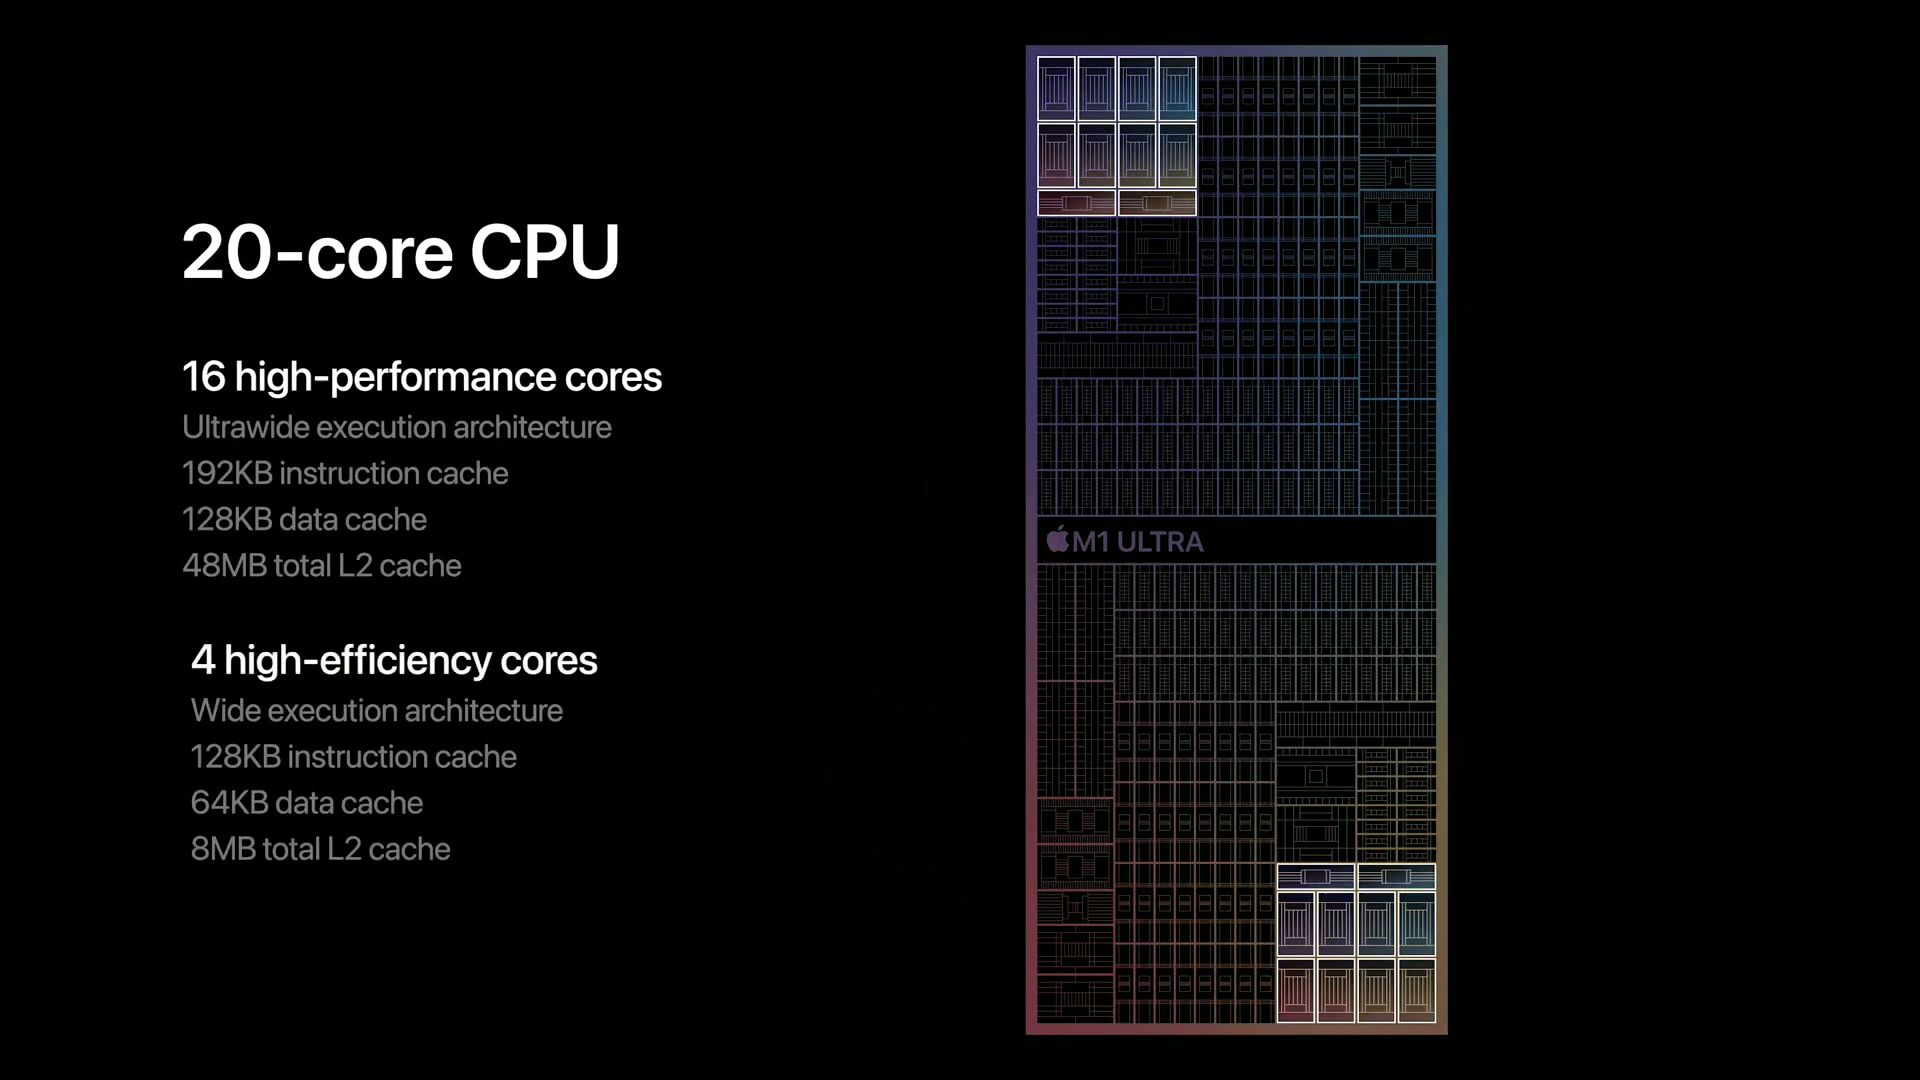 20-core CPU
16 high-performance cores
Ultrawide execution architecture
192KB instruction cache
128KB data cache
48MB total L2 cache
4 high-efficiency cores
Wide execution architecture
128KB instruction cache
64KB data cache
8MB total L2 cache
M1 ULTRA